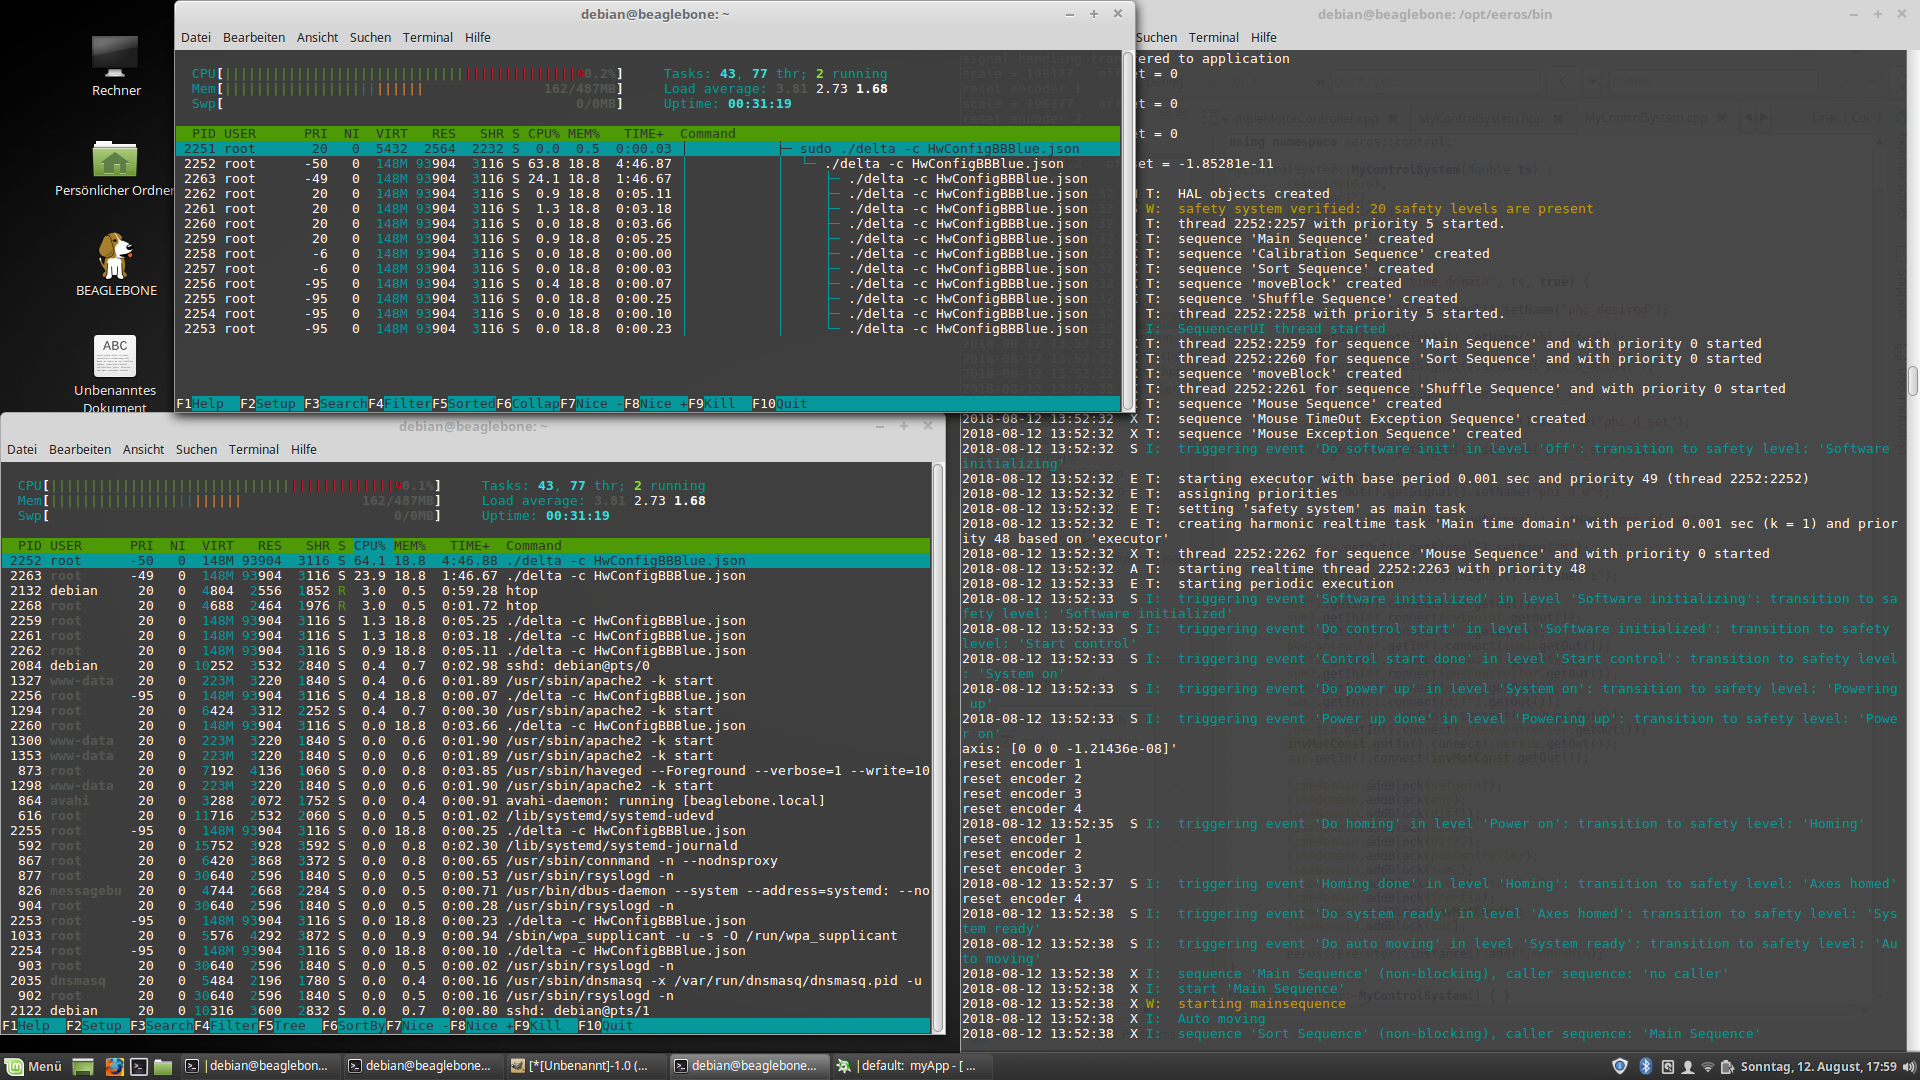 Rechner
Persönlicher Ordner
BEAGLEBONE
ABC
Unbenanntes
Dokument
debian@beaglebone: ~
Datei Bearbeiten Ansicht Suchen Terminal Hilfe
CPU[ 0.2%] Tasks: 43, 77 thr; 2 running
Mem[ 162/487MB] Load average: 3.81 2.73 1.68
Swp[ 0/0MB] Uptime: 00:31:19
PID USER PRI NI VIRT RES SHR S CPU% MEM% TIME+ Command
2251 root 20 0 5432 2564 2232 S 0.0 0.5 0:00.03 sudo ./delta -c HwConfigBBBlue.json
2252 root -50 0 148M 93904 3116 S 63.8 18.8 4:46.87 ./delta -c HwConfigBBBlue.json
2263 root -49 0 148M 93904 3116 S 24.1 18.8 1:46.67 ./delta -c HwConfigBBBlue.json
2262 root 20 0 148M 93904 3116 S 0.9 18.8 0:05.11 ./delta -c HwConfigBBBlue.json
2261 root 20 0 148M 93904 3116 S 1.3 18.8 0:03.18 ./delta -c HwConfigBBBlue.json
2260 root 20 0 148M 93904 3116 S 0.0 18.8 0:03.66 ./delta -c HwConfigBBBlue.json
2259 root 20 0 148M 93904 3116 S 0.9 18.8 0:05.25 ./delta -c HwConfigBBBlue.json
2258 root -6 0 148M 93904 3116 S 0.0 18.8 0:00.00 ./delta -c HwConfigBBBlue.json
2257 root -6 0 148M 93904 3116 S 0.0 18.8 0:00.03 ./delta -c HwConfigBBBlue.json
2256 root -95 0 148M 93904 3116 S 0.4 18.8 0:00.07 ./delta -c HwConfigBBBlue.json
2255 root -95 0 148M 93904 3116 S 0.0 18.8 0:00.25 ./delta -c HwConfigBBBlue.json
2254 root -95 0 148M 93904 3116 S 0.0 18.8 0:00.10 ./delta -c HwConfigBBBlue.json
2253 root -95 0 148M 93904 3116 S 0.0 18.8 0:00.23 ./delta -c HwConfigBBBlue.json
F1Help F2Setup F3SearchF4FilterF5SortedF6CollapF7Nice -F8Nice +F9Kill F10Quit
debian@beaglebone: ~
Datei Bearbeiten Ansicht Suchen Terminal Hilfe
CPU[ 0.1%] Tasks: 43, 77 thr; 2 running
Mem[ 162/487MB] Load average: 3.81 2.73 1.68
Swp[ 0/0MB] Uptime: 00:31:19
PID USER PRI NI VIRT RES SHR S CPU% MEM% TIME+ Command
2252 root -50 0 148M 93904 3116 S 64.1 18.8 4:46.88 ./delta -c HwConfigBBBlue.json
2263 root -49 0 148M 93904 3116 S 23.9 18.8 1:46.67 ./delta -c HwConfigBBBlue.json
2132 debian 20 0 4804 2556 1852 R 3.0 0.5 0:59.28 htop
2268 root 20 0 4688 2464 1976 R 3.0 0.5 0:01.72 htop
2259 root 20 0 148M 93904 3116 S 1.3 18.8 0:05.25 ./delta -c HwConfigBBBlue.json
2261 root 20 0 148M 93904 3116 S 1.3 18.8 0:03.18 ./delta -c HwConfigBBBlue.json
2262 root 20 0 148M 93904 3116 S 0.9 18.8 0:05.11 ./delta -c HwConfigBBBlue.json
2084 debian 20 0 10252 3532 2840 S 0.4 0.7 0:02.98 sshd: debian@pts/0
1327 www-data 20 0 223M 3220 1840 S 0.4 0.6 0:01.89 /usr/sbin/apache2 -k start
2256 root -95 0 148M 93904 3116 S 0.4 18.8 0:00.07 ./delta -c HwConfigBBBlue.json
1294 root 20 0 6424 3312 2252 S 0.4 0.7 0:00.30 /usr/sbin/apache2 -k start
2260 root 20 0 148M 93904 3116 S 0.0 18.8 0:03.66 ./delta -c HwConfigBBBlue.json
1300 www-data 20 0 223M 3220 1840 S 0.0 0.6 0:01.90 /usr/sbin/apache2 -k start
1353 www-data 20 0 223M 3220 1840 S 0.0 0.6 0:01.89 /usr/sbin/apache2 -k start
873 root 20 0 7192 4136 1060 S 0.0 0.8 0:03.85 /usr/sbin/haveged --Foreground --verbose=1 --write=10
1298 www-data 20 0 223M 3220 1840 S 0.0 0.6 0:01.90 /usr/sbin/apache2 -k start
864 avahi 20 0 3288 2072 1752 S 0.0 0.4 0:00.91 avahi-daemon: running [beaglebone.local]
616 root 20 0 11716 2532 2060 S 0.0 0.5 0:01.02 /lib/systemd/systemd-udevd
2255 root -95 0 148M 93904 3116 S 0.0 18.8 0:00.25 ./delta -c HwConfigBBBlue.json
592 root 20 0 15752 3928 3592 S 0.0 0.8 0:02.30 /lib/systemd/systemd-journald
867 root 20 0 6420 3868 3372 S 0.0 0.8 0:00.65 /usr/sbin/connmand -n --nodnsproxy
877 root 20 0 30640 2596 1840 S 0.0 0.5 0:00.53 /usr/sbin/rsyslogd -n
826 messagebu 20 0 4744 2668 2284 S 0.0 0.5 0:00.71 /usr/bin/dbus-daemon --system --address=systemd: --no
904 root 20 0 30640 2596 1840 S 0.0 0.5 0:00.28 /usr/sbin/rsyslogd -n
2253 root -95 0 148M 93904 3116 S 0.0 18.8 0:00.23 ./delta -c HwConfigBBBlue.json
1033 root 20 0 5576 4292 3872 S 0.0 0.9 0:00.94 /sbin/wpa_supplicant -u -s -O /run/wpa_supplicant
2254 root -95 0 148M 93904 3116 S 0.0 18.8 0:00.10 ./delta -c HwConfigBBBlue.json
903 root 20 0 30640 2596 1840 S 0.0 0.5 0:00.02 /usr/sbin/rsyslogd -n
2035 dnsmasq 20 0 5484 2196 1780 S 0.0 0.4 0:00.16 /usr/sbin/dnsmasq -x /var/run/dnsmasq/dnsmasq.pid -u
902 root 20 0 30640 2596 1840 S 0.0 0.5 0:00.16 /usr/sbin/rsyslogd -n
2122 debian 20 0 10316 3600 2832 S 0.0 0.7 0:00.80 sshd: debian@pts/1
F1Help F2Setup F3SearchF4FilterF5Tree F6SortByF7Nice -F8Nice +F9Kill F10Quit
debian@beaglebone: /opt/eeros/bin
Suchen Terminal Hilfe
ered to application
et = 0
et = 0
et = 0
et = -1.85281e-11
T: HAL objects created
W: safety system verified: 20 safety levels are present
T: thread 2252:2257 with priority 5 started.
T: sequence 'Main Sequence' created
T: sequence 'Calibration Sequence' created
T: sequence 'Sort Sequence' created
T: sequence 'moveBlock' created
T: sequence 'Shuffle Sequence' created
T: thread 2252:2258 with priority 5 started.
I: SequencerUI thread started
T: thread 2252:2259 for sequence 'Main Sequence' and with priority 0 started
T: thread 2252:2260 for sequence 'Sort Sequence' and with priority 0 started
T: sequence 'moveBlock' created
T: thread 2252:2261 for sequence 'Shuffle Sequence' and with priority 0 started
T: sequence 'Mouse Sequence' created
2018-08-12 13:52:32 X T: sequence 'Mouse TimeOut Exception Sequence' created
2018-08-12 13:52:32 X T: sequence 'Mouse Exception Sequence' created
2018-08-12 13:52:32 S I: triggering event 'Do software init' in level 'Off': transition to safety level: 'Software
initializing'
2018-08-12 13:52:32 E T: starting executor with base period 0.001 sec and priority 49 (thread 2252:2252)
2018-08-12 13:52:32 E T: assigning priorities
2018-08-12 13:52:32 E T: setting 'safety system' as main task
2018-08-12 13:52:32 E T: creating harmonic realtime task 'Main time domain' with period 0.001 sec (k = 1) and prior
ity 48 based on 'executor'
2018-08-12 13:52:32 X T: thread 2252:2262 for sequence 'Mouse Sequence' and with priority 0 started
2018-08-12 13:52:32 A T: starting realtime thread 2252:2263 with priority 48
2018-08-12 13:52:33 E T: starting periodic execution
2018-08-12 13:52:33 S I: triggering event 'Software initialized' in level 'Software initializing': transition to sa
fety level: 'Software initialized'
2018-08-12 13:52:33 S I: triggering event 'Do control start' in level 'Software initialized': transition to safety
level: 'Start control'
2018-08-12 13:52:33 S I: triggering event 'Control start done' in level 'Start control': transition to safety level
: 'System on'
2018-08-12 13:52:33 S I: triggering event 'Do power up' in level 'System on': transition to safety level: 'Powering
up'
2018-08-12 13:52:33 S I: triggering event 'Power up done' in level 'Powering up': transition to safety level: 'Powe
r on'
axis: [0 0 0 -1.21436e-08]'
reset encoder 1
reset encoder 2
reset encoder 3
reset encoder 4
2018-08-12 13:52:35 S I: triggering event 'Do homing' in level 'Power on': transition to safety level: 'Homing'
reset encoder 1
reset encoder 2
reset encoder 3
2018-08-12 13:52:37 S I: triggering event 'Homing done' in level 'Homing': transition to safety level: 'Axes homed'
reset encoder 4
2018-08-12 13:52:38 S I: triggering event 'Do system ready' in level 'Axes homed': transition to safety level: 'Sys
tem ready'
2018-08-12 13:52:38 S I: triggering event 'Do auto moving' in level 'System ready': transition to safety level: 'Au
to moving'
2018-08-12 13:52:38 X I: sequence 'Main Sequence' (non-blocking), caller sequence: 'no caller'
2018-08-12 13:52:38 X I: start 'Main Sequence'
2018-08-12 13:52:38 X W: starting mainsequence
2018-08-12 13:52:38 X I: Auto moving
2018-08-12 13:52:38 X I: sequence 'Sort Sequence' (non-blocking), caller sequence: 'Main Sequence'
Menü |debian@beaglebon... debian@beaglebone... [*[Unbenannt]-1.0 (... debian@beaglebone... |default: myApp - [ ... Sonntag, 12. August, 17:59